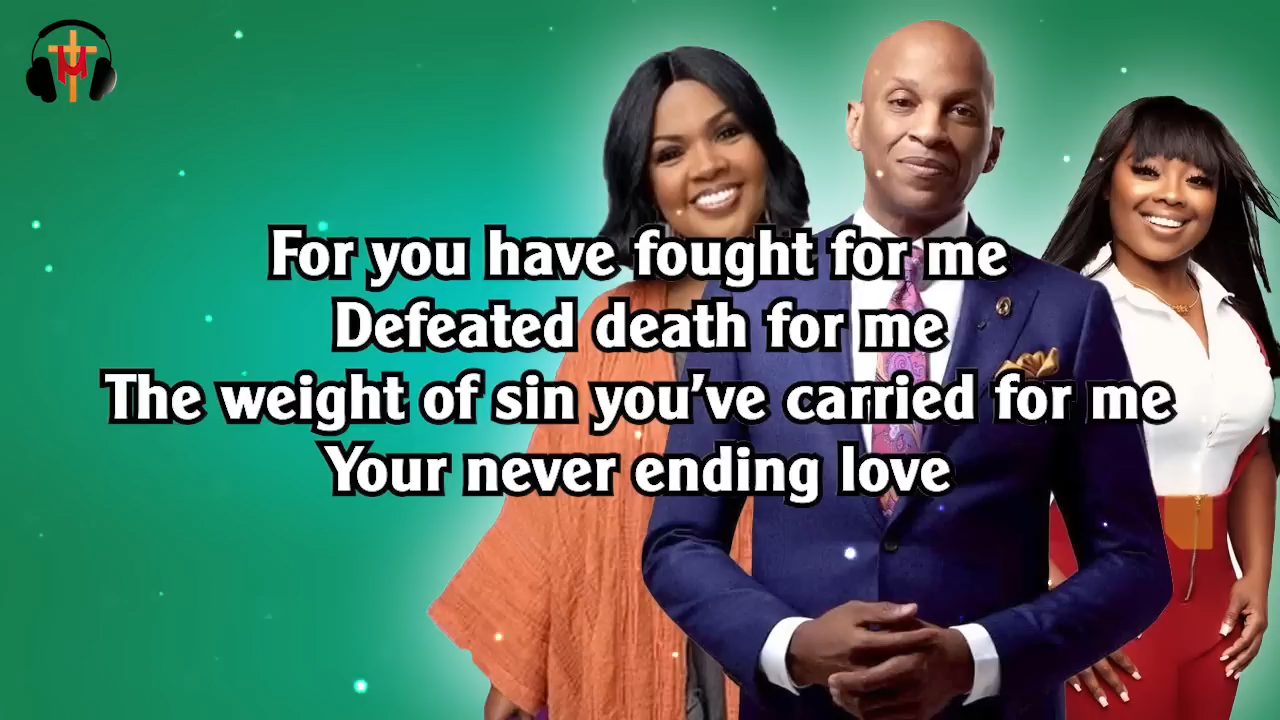 For you have fought for me
Defeated death for me
The weight of sin you've carried for me
Your never ending love